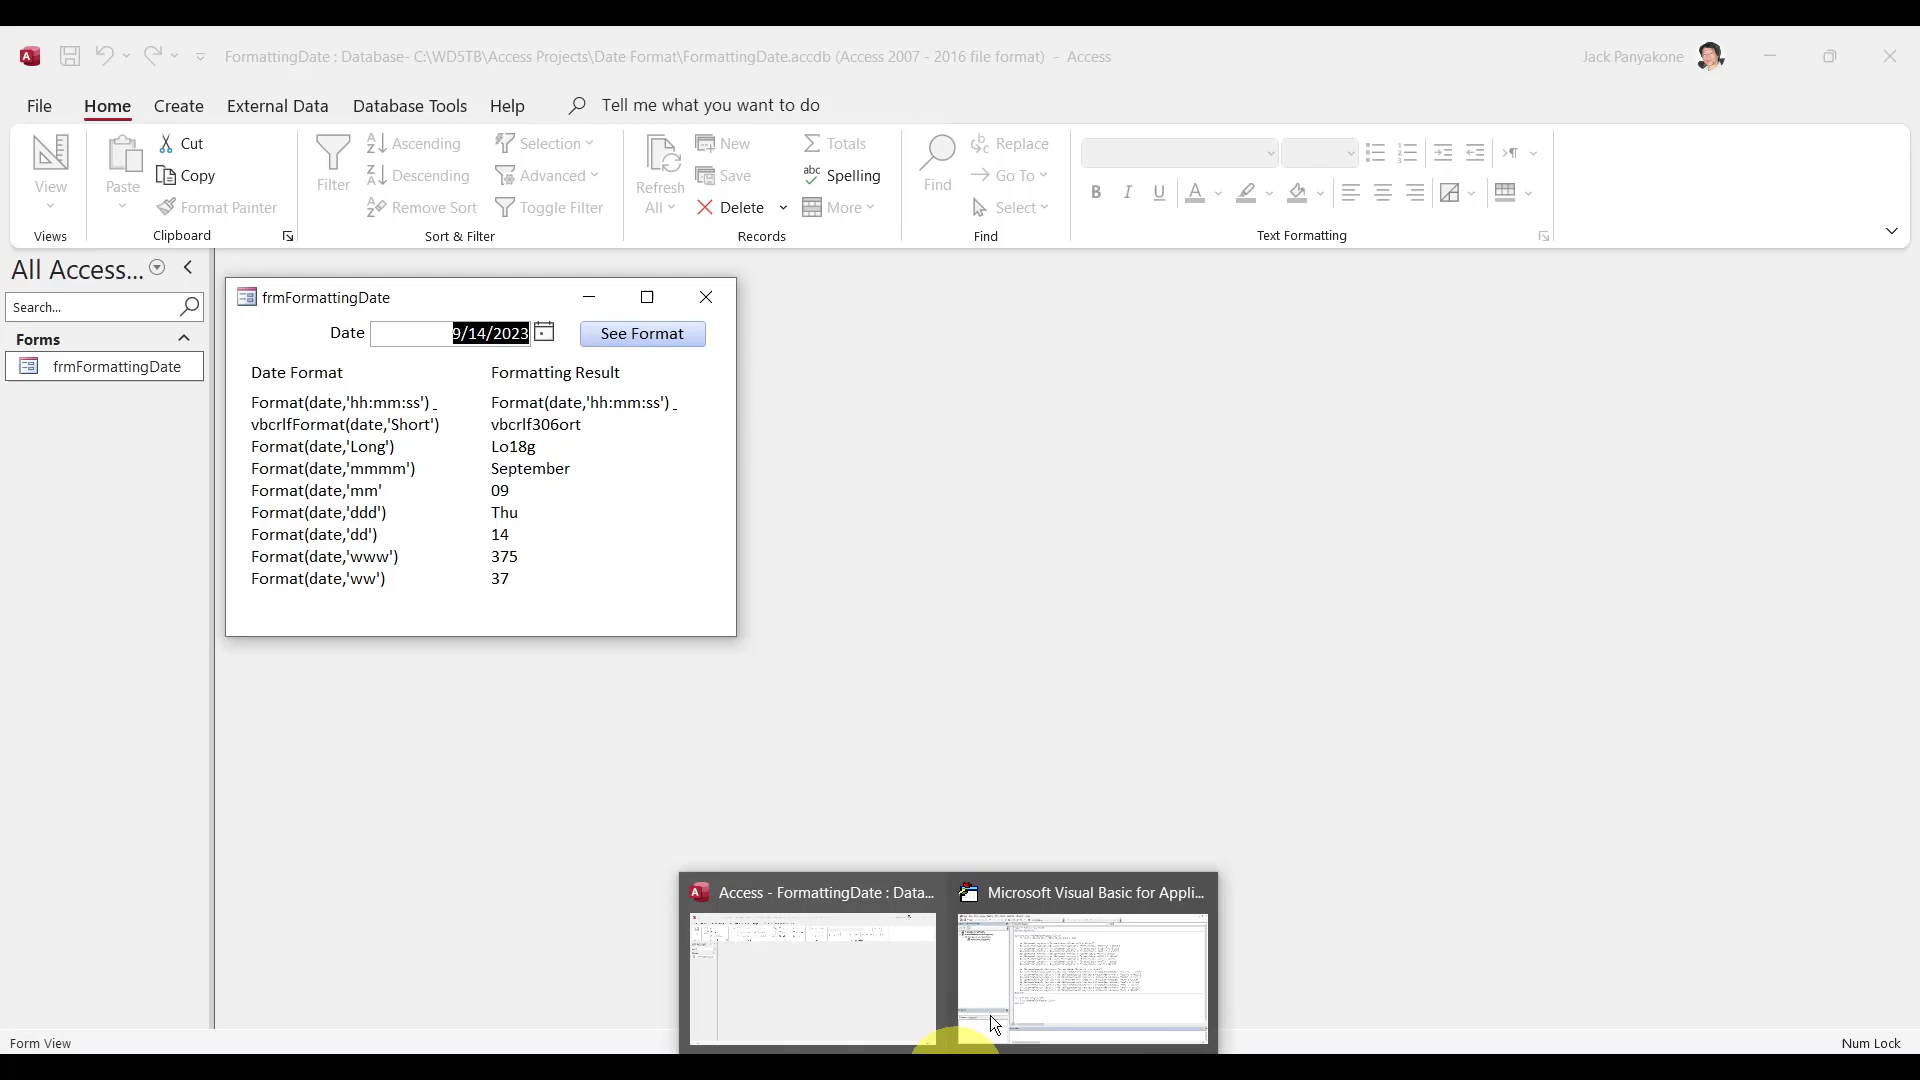 FormattingDate : Database- C:\WD5TB\Access Projects\Date Format\FormattingDate.accdb (Access 2007 - 2016 file format)  -  Access
Jack Panyakone
File Home Create External Data Database Tools Help Tell me what you want to do
View
Views
Paste
Cut
Copy
Format Painter
Clipboard
Filter
Ascending
Descending
Remove Sort
Selection
Advanced
Toggle Filter
Sort & Filter
Refresh
All
New
Save
Delete
Totals
Spelling
More
Records
Find
Replace
Go To
Select
Find
B I U
Text Formatting
All Access...
Search...
Forms
frmFormattingDate
frmFormattingDate
Date 9/14/2023 See Format
Date Format Formatting Result
Format(date,'hh:mm:ss') _ Format(date,'hh:mm:ss') _
vbcrlfFormat(date,'Short') vbcrlf306ort
Format(date,'Long') Lo18g
Format(date,'mmmm') September
Format(date,'mm' 09
Format(date,'ddd') Thu
Format(date,'dd') 14
Format(date,'www') 375
Format(date,'ww') 37
Access - FormattingDate : Data...
Microsoft Visual Basic for Appli...
Form View
Num Lock